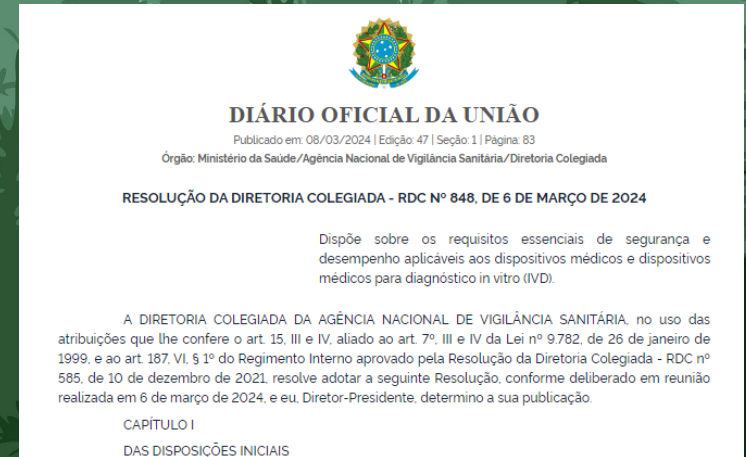 DIÁRIO OFICIAL DA UNIÃO
Publicado em: 08/03/2024 | Edição: 47 | Seção: 1 | Página: 83
Órgão: Ministério da Saúde/Agência Nacional de Vigilância Sanitária/Diretoria Colegiada
RESOLUÇÃO DA DIRETORIA COLEGIADA - RDC Nº 848, DE 6 DE MARÇO DE 2024
Dispõe sobre os requisitos essenciais de segurança e
desempenho aplicáveis aos dispositivos médicos e dispositivos
médicos para diagnóstico in vitro (IVD).
A DIRETORIA COLEGIADA DA AGÊNCIA NACIONAL DE VIGILÂNCIA SANITÁRIA, no uso das
atribuições que lhe confere o art. 15, III e IV, aliado ao art. 7º, III e IV da Lei nº 9.782, de 26 de janeiro de
1999, e ao art. 187, VI, § 1º do Regimento Interno aprovado pela Resolução da Diretoria Colegiada - RDC nº
585, de 10 de dezembro de 2021, resolve adotar a seguinte Resolução, conforme deliberado em reunião
realizada em 6 de março de 2024, e eu, Diretor-Presidente, determino a sua publicação.
CAPÍTULO I
DAS DISPOSIÇÕES INICIAIS